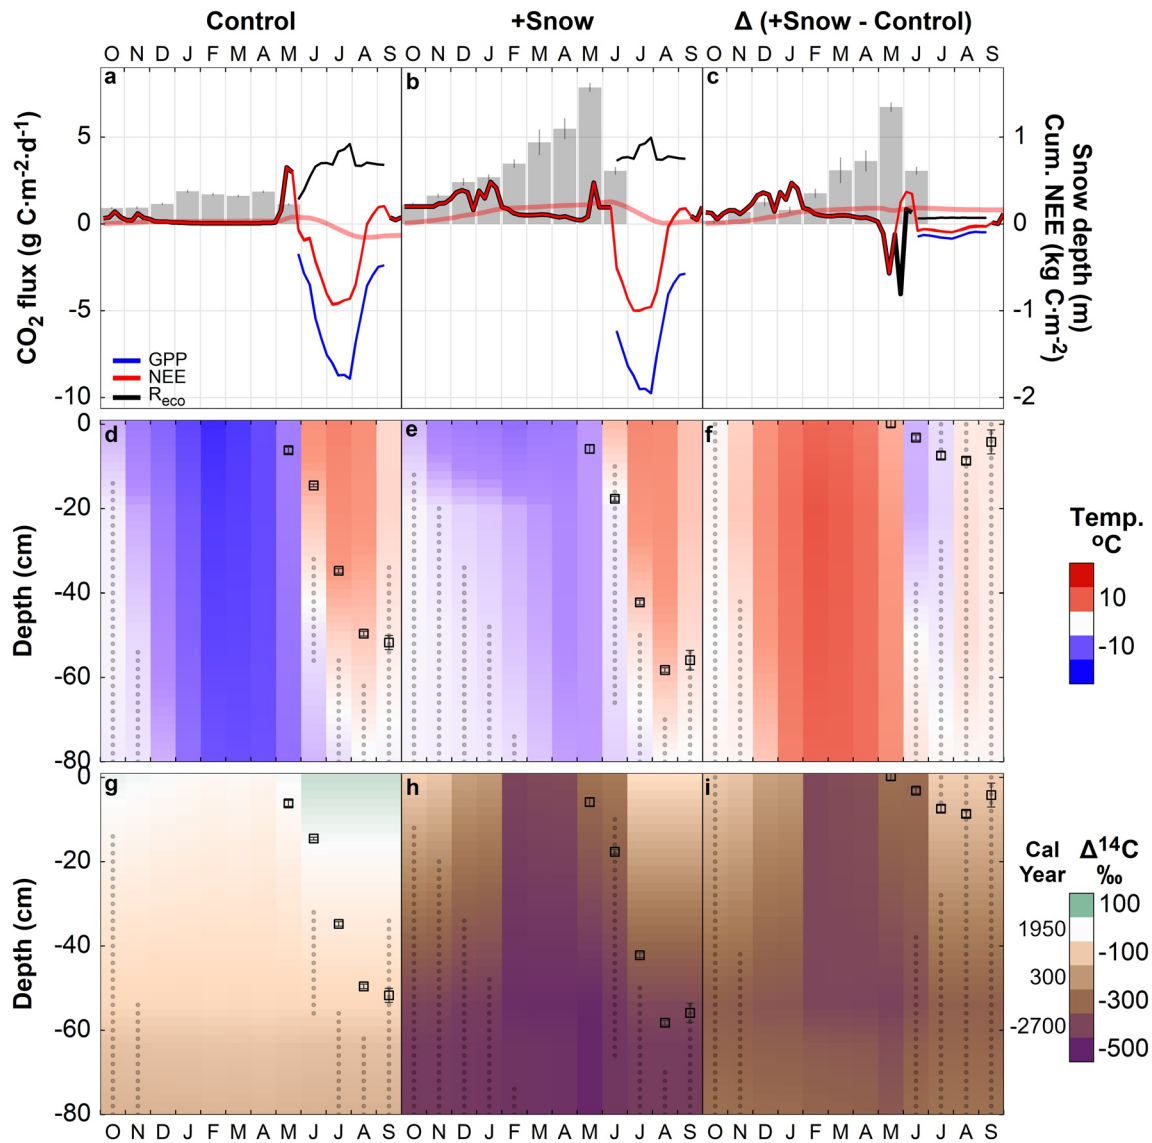 Control +Snow Δ (+Snow - Control)
O N D J F M A M J J A S O N D J F M A M J J A S O N D J F M A M J J A S
a b c
CO2 flux (g C·m-2·d-1)
5
0
-5
-10
GPP
NEE
Reco
1
0
-1
-2
Snow depth (m)
Cum. NEE (kg C·m-2)
d e f
Depth (cm)
0
-20
-40
-60
-80
Temp.
oC
10
-10
g h i
Depth (cm)
0
-20
-40
-60
-80
Cal
Year
Δ14C
‰
100
1950
-100
300
-300
-2700
-500
O N D J F M A M J J A S O N D J F M A M J J A S O N D J F M A M J J A S